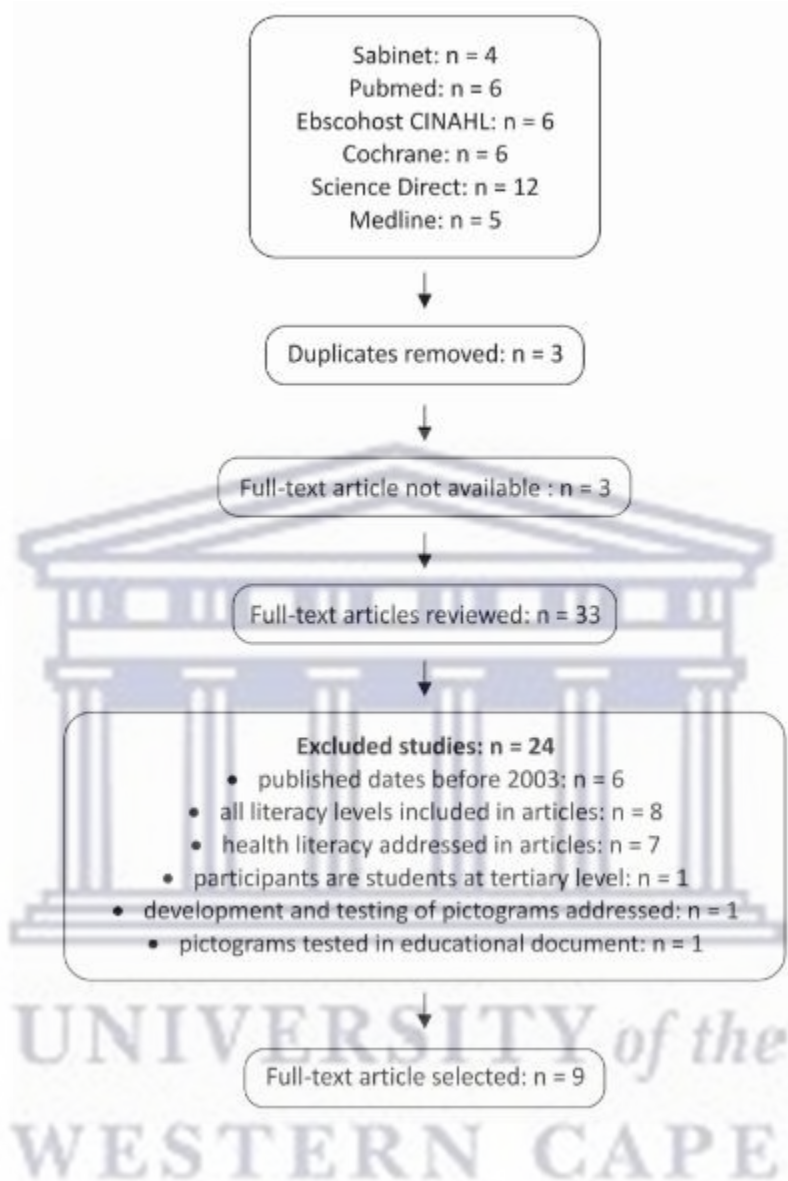 Sabinet: n = 4
Pubmed: n = 6
Ebscohost CINAHL: n = 6
Cochrane: n = 6
Science Direct: n = 12
Medline: n = 5
Duplicates removed: n = 3
Full-text article not available : n = 3
Full-text articles reviewed: n = 33
Excluded studies: n = 24
• published dates before 2003: n = 6
• all literacy levels included in articles: n = 8
• health literacy addressed in articles: n = 7
• participants are students at tertiary level: n = 1
• development and testing of pictograms addressed: n = 1
• pictograms tested in educational document: n = 1
UNIVERSITY of the
Full-text article selected: n = 9
WESTERN CAPE